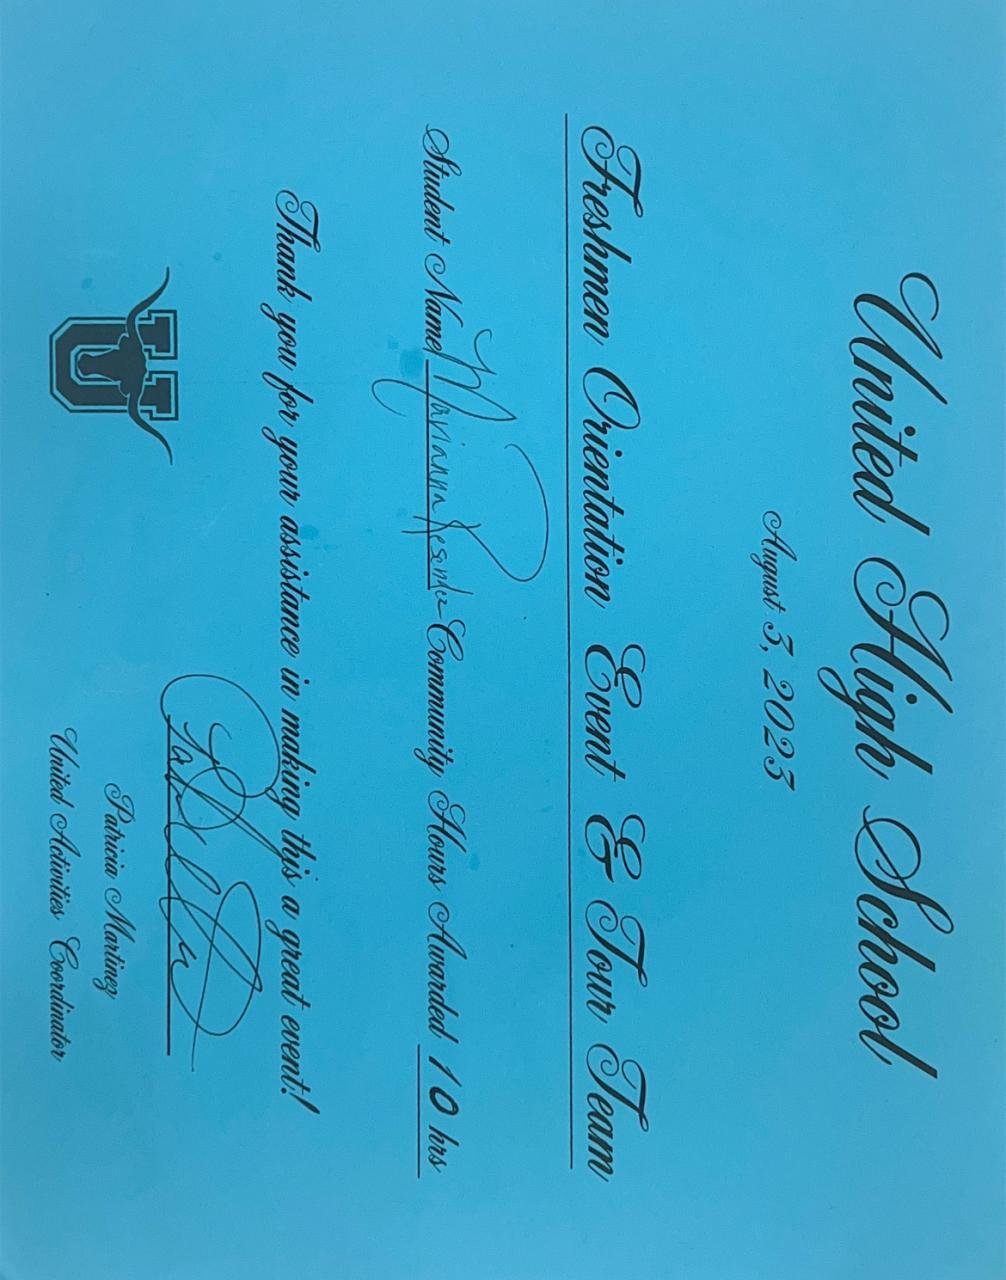 United High School
August 3, 2023
Freshmen Orientation Event & Tour Team
Student Name Marianna Resendez Community Hours Awarded 10 hrs
Thank you for your assistance in making this a great event!
Patricia Martinez
United Activities Coordinator
U